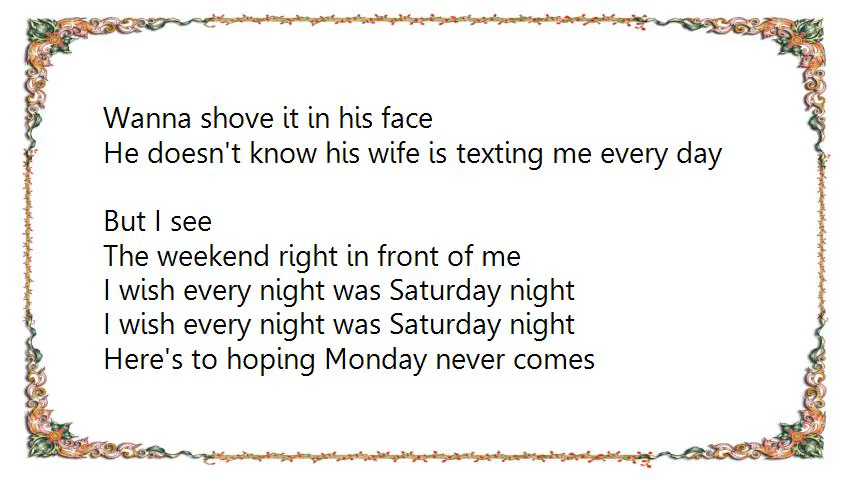 Wanna shove it in his face
He doesn't know his wife is texting me every day
But I see
The weekend right in front of me
I wish every night was Saturday night
I wish every night was Saturday night
Here's to hoping Monday never comes